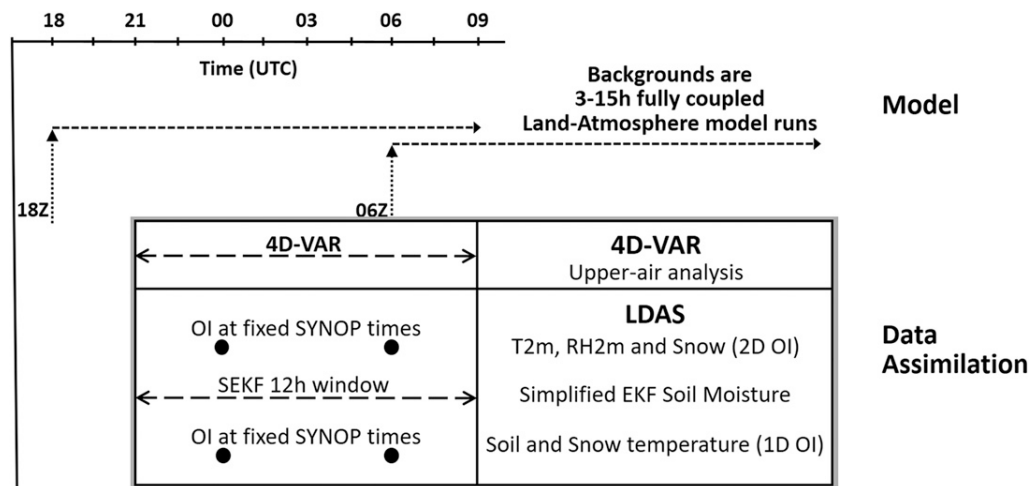 18 21 00 03 06 09
Time (UTC)
Backgrounds are
3-15h fully coupled
Land-Atmosphere model runs
Model
18Z
06Z
4D-VAR
4D-VAR
Upper-air analysis
LDAS
OI at fixed SYNOP times
T2m, RH2m and Snow (2D OI)
Data
Assimilation
SEKF 12h window
Simplified EKF Soil Moisture
OI at fixed SYNOP times
Soil and Snow temperature (1D OI)